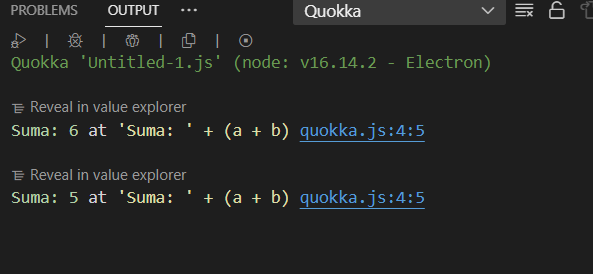 PROBLEMS OUTPUT ··· Quokka
Quokka 'Untitled-1.js' (node: v16.14.2 - Electron)
Reveal in value explorer
Suma: 6 at 'Suma: ' + (a + b) quokka.js:4:5
Reveal in value explorer
Suma: 5 at 'Suma: ' + (a + b) quokka.js:4:5